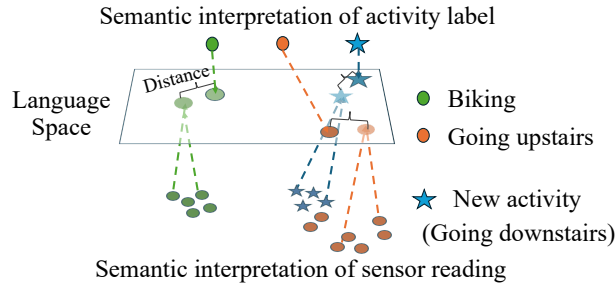 Semantic interpretation of activity label
Distance
Language
Space
Biking
Going upstairs
New activity
(Going downstairs)
Semantic interpretation of sensor reading